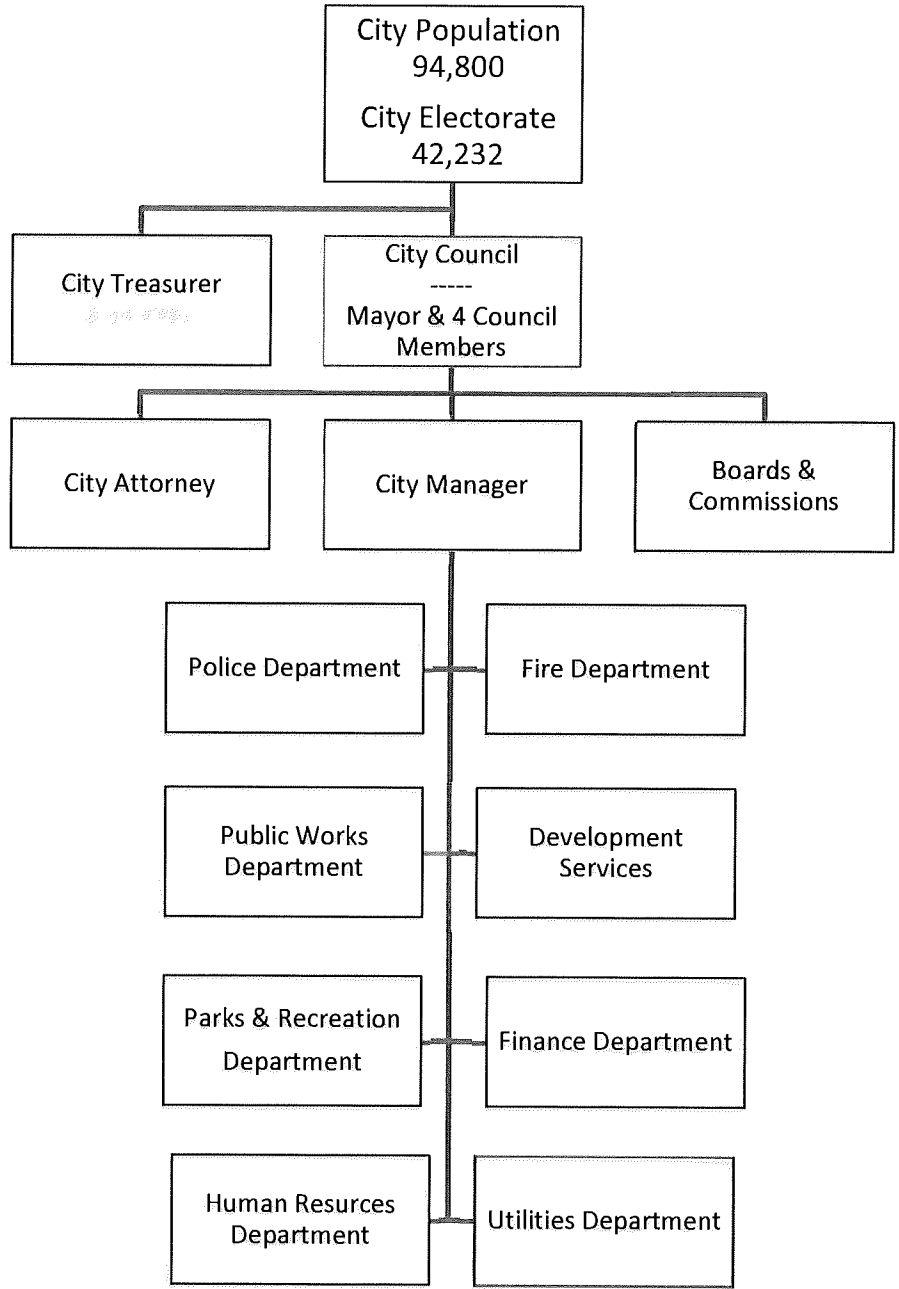 City Population
94,800
City Electorate
42,232
City Treasurer
City Council
-----
Mayor & 4 Council
Members
City Attorney
City Manager
Boards &
Commissions
Police Department
Fire Department
Public Works
Department
Development
Services
Parks & Recreation
Department
Finance Department
Human Resurces
Department
Utilities Department